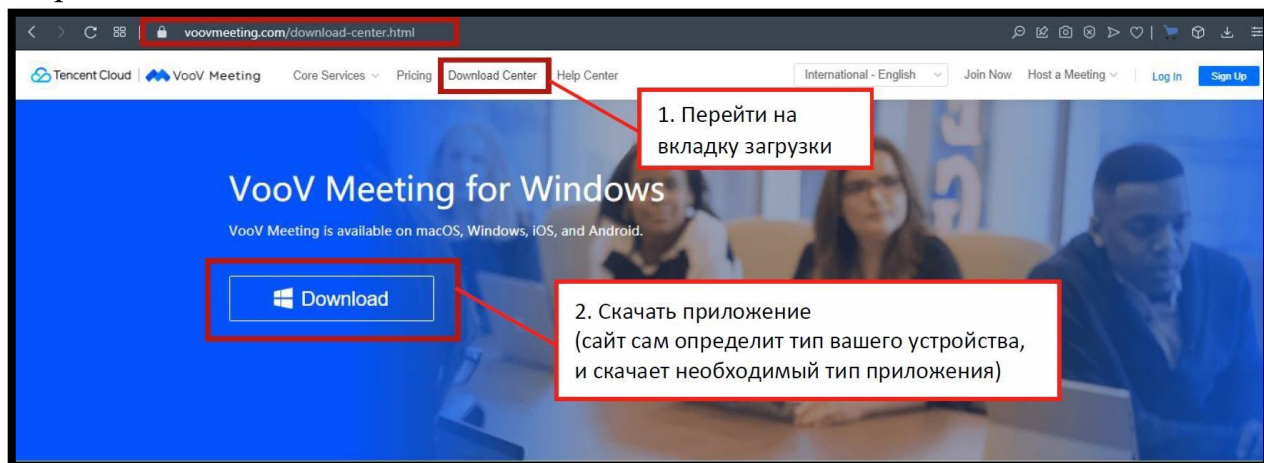 voovmeeting.com/download-center.html
Tencent Cloud VooV Meeting Core Services Pricing Download Center Help Center International - English Join Now Host a Meeting Log In Sign Up
1. Перейти на
вкладку загрузки
VooV Meeting for Windows
VooV Meeting is available on macOS, Windows, iOS, and Android.
Download
2. Скачать приложение
(сайт сам определит тип вашего устройства,
и скачает необходимый тип приложения)